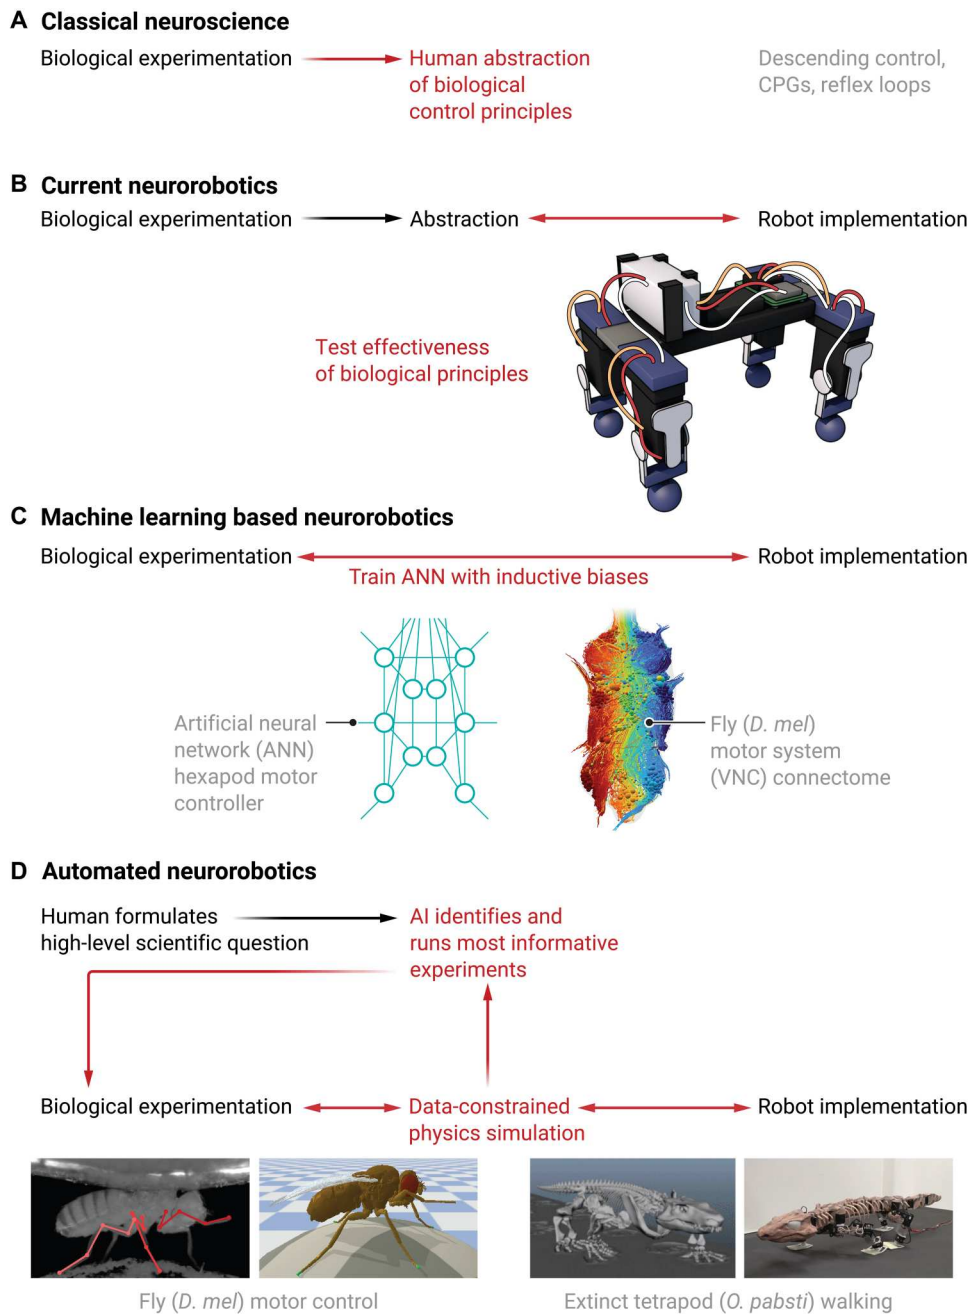 A Classical neuroscience
Biological experimentation
Human abstraction
of biological
control principles
Descending control,
CPGs, reflex loops
B Current neurorobotics
Biological experimentation
Abstraction
Robot implementation
Test effectiveness
of biological principles
C Machine learning based neurorobotics
Biological experimentation
Robot implementation
Train ANN with inductive biases
Artificial neural
network (ANN)
hexapod motor
controller
Fly (D. mel)
motor system
(VNC) connectome
D Automated neurorobotics
Human formulates
high-level scientific question
AI identifies and
runs most informative
experiments
Biological experimentation
Data-constrained
physics simulation
Robot implementation
Fly (D. mel) motor control
Extinct tetrapod (O. pabsti) walking